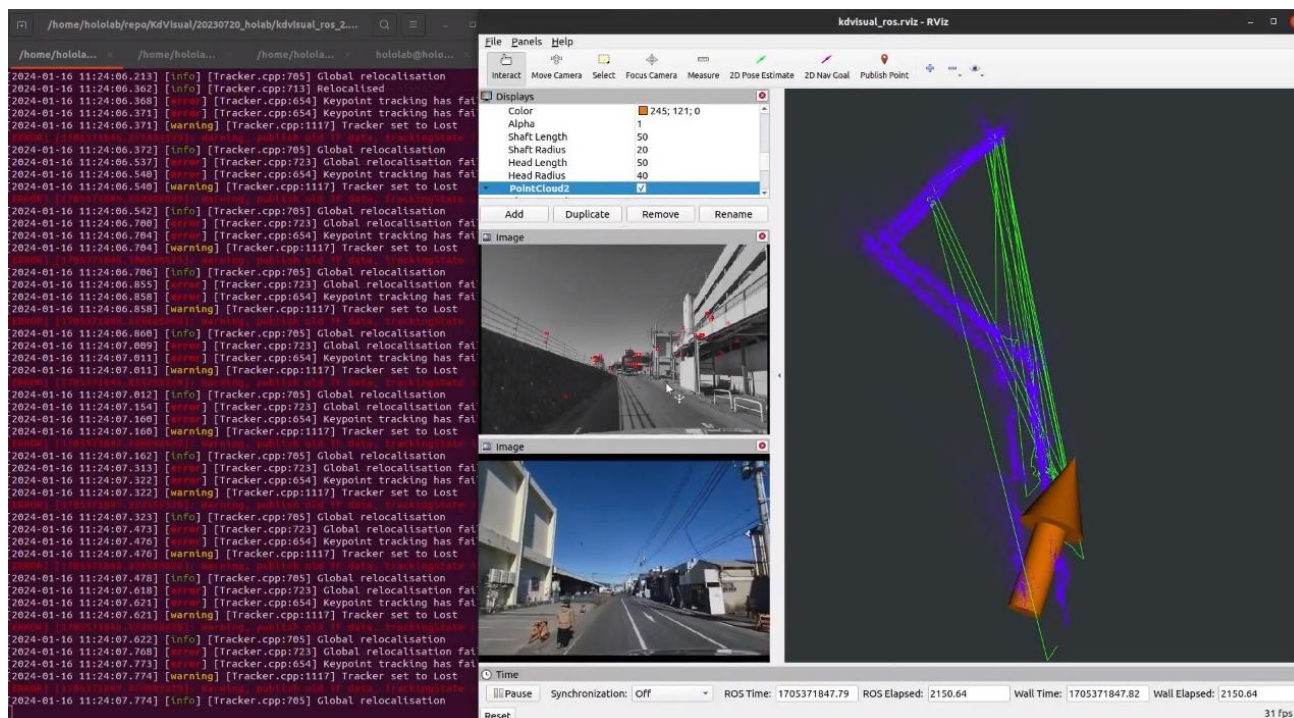 /home/hololab/repo/KdVisual/20230720_holab/kdvisual_ros_2....
/home/holola...
/home/holola...
/home/holola...
hololab@holo...
[2024-01-16 11:24:06.213] [info] [Tracker.cpp:705] Global relocalisation
[2024-01-16 11:24:06.362] [info] [Tracker.cpp:713] Relocalised
[2024-01-16 11:24:06.368] [error] [Tracker.cpp:654] Keypoint tracking has fai
[2024-01-16 11:24:06.371] [error] [Tracker.cpp:654] Keypoint tracking has fai
[2024-01-16 11:24:06.371] [warning] [Tracker.cpp:1117] Tracker set to Lost
[2024-01-16 11:24:06.372] [info] [Tracker.cpp:705] Global relocalisation
[2024-01-16 11:24:06.537] [error] [Tracker.cpp:723] Global relocalisation fai
[2024-01-16 11:24:06.540] [error] [Tracker.cpp:654] Keypoint tracking has fai
[2024-01-16 11:24:06.540] [warning] [Tracker.cpp:1117] Tracker set to Lost
[2024-01-16 11:24:06.542] [info] [Tracker.cpp:705] Global relocalisation
[2024-01-16 11:24:06.700] [error] [Tracker.cpp:723] Global relocalisation fai
[2024-01-16 11:24:06.704] [error] [Tracker.cpp:654] Keypoint tracking has fai
[2024-01-16 11:24:06.704] [warning] [Tracker.cpp:1117] Tracker set to Lost
[2024-01-16 11:24:06.706] [info] [Tracker.cpp:705] Global relocalisation
[2024-01-16 11:24:06.855] [error] [Tracker.cpp:723] Global relocalisation fai
[2024-01-16 11:24:06.858] [error] [Tracker.cpp:654] Keypoint tracking has fai
[2024-01-16 11:24:06.858] [warning] [Tracker.cpp:1117] Tracker set to Lost
[2024-01-16 11:24:06.860] [info] [Tracker.cpp:705] Global relocalisation
[2024-01-16 11:24:07.009] [error] [Tracker.cpp:723] Global relocalisation fai
[2024-01-16 11:24:07.011] [error] [Tracker.cpp:654] Keypoint tracking has fai
[2024-01-16 11:24:07.011] [warning] [Tracker.cpp:1117] Tracker set to Lost
[2024-01-16 11:24:07.012] [info] [Tracker.cpp:705] Global relocalisation
[2024-01-16 11:24:07.154] [error] [Tracker.cpp:723] Global relocalisation fai
[2024-01-16 11:24:07.160] [error] [Tracker.cpp:654] Keypoint tracking has fai
[2024-01-16 11:24:07.160] [warning] [Tracker.cpp:1117] Tracker set to Lost
[2024-01-16 11:24:07.162] [info] [Tracker.cpp:705] Global relocalisation
[2024-01-16 11:24:07.313] [error] [Tracker.cpp:723] Global relocalisation fai
[2024-01-16 11:24:07.322] [error] [Tracker.cpp:654] Keypoint tracking has fai
[2024-01-16 11:24:07.322] [warning] [Tracker.cpp:1117] Tracker set to Lost
[2024-01-16 11:24:07.323] [info] [Tracker.cpp:705] Global relocalisation
[2024-01-16 11:24:07.473] [error] [Tracker.cpp:723] Global relocalisation fai
[2024-01-16 11:24:07.476] [error] [Tracker.cpp:654] Keypoint tracking has fai
[2024-01-16 11:24:07.476] [warning] [Tracker.cpp:1117] Tracker set to Lost
[2024-01-16 11:24:07.478] [info] [Tracker.cpp:705] Global relocalisation
[2024-01-16 11:24:07.618] [error] [Tracker.cpp:723] Global relocalisation fai
[2024-01-16 11:24:07.621] [error] [Tracker.cpp:654] Keypoint tracking has fai
[2024-01-16 11:24:07.621] [warning] [Tracker.cpp:1117] Tracker set to Lost
[2024-01-16 11:24:07.622] [info] [Tracker.cpp:705] Global relocalisation
[2024-01-16 11:24:07.768] [error] [Tracker.cpp:723] Global relocalisation fai
[2024-01-16 11:24:07.773] [error] [Tracker.cpp:654] Keypoint tracking has fai
[2024-01-16 11:24:07.774] [warning] [Tracker.cpp:1117] Tracker set to Lost
[2024-01-16 11:24:07.774] [info] [Tracker.cpp:705] Global relocalisation
kdvisual_ros.rviz - RViz
File Panels Help
Interact Move Camera Select Focus Camera Measure 2D Pose Estimate 2D Nav Goal Publish Point
Displays
Color 245; 121; 0
Alpha 1
Shaft Length 50
Shaft Radius 20
Head Length 50
Head Radius 40
PointCloud2
Add Duplicate Remove Rename
Image
Image
Time
Pause Synchronization: Off ROS Time: 1705371847.79 ROS Elapsed: 2150.64 Wall Time: 1705371847.82 Wall Elapsed: 2150.64
Reset 31 fps